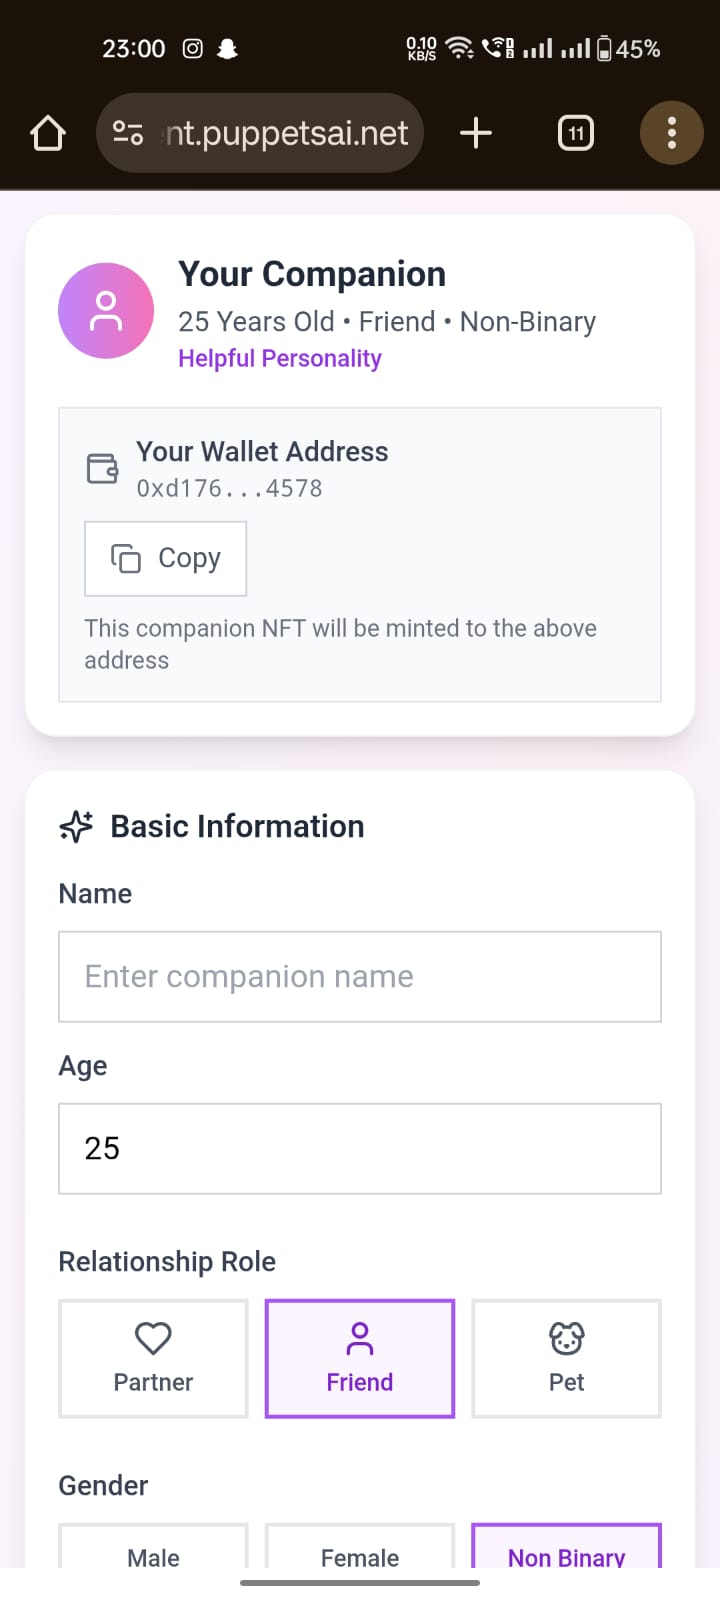 23:00
0.10
KB/S
45%
nt.puppetsai.net
11
Your Companion
25 Years Old • Friend • Non-Binary
Helpful Personality
Your Wallet Address
0xd176...4578
Copy
This companion NFT will be minted to the above
address
Basic Information
Name
Enter companion name
Age
25
Relationship Role
Partner
Friend
Pet
Gender
Male
Female
Non Binary